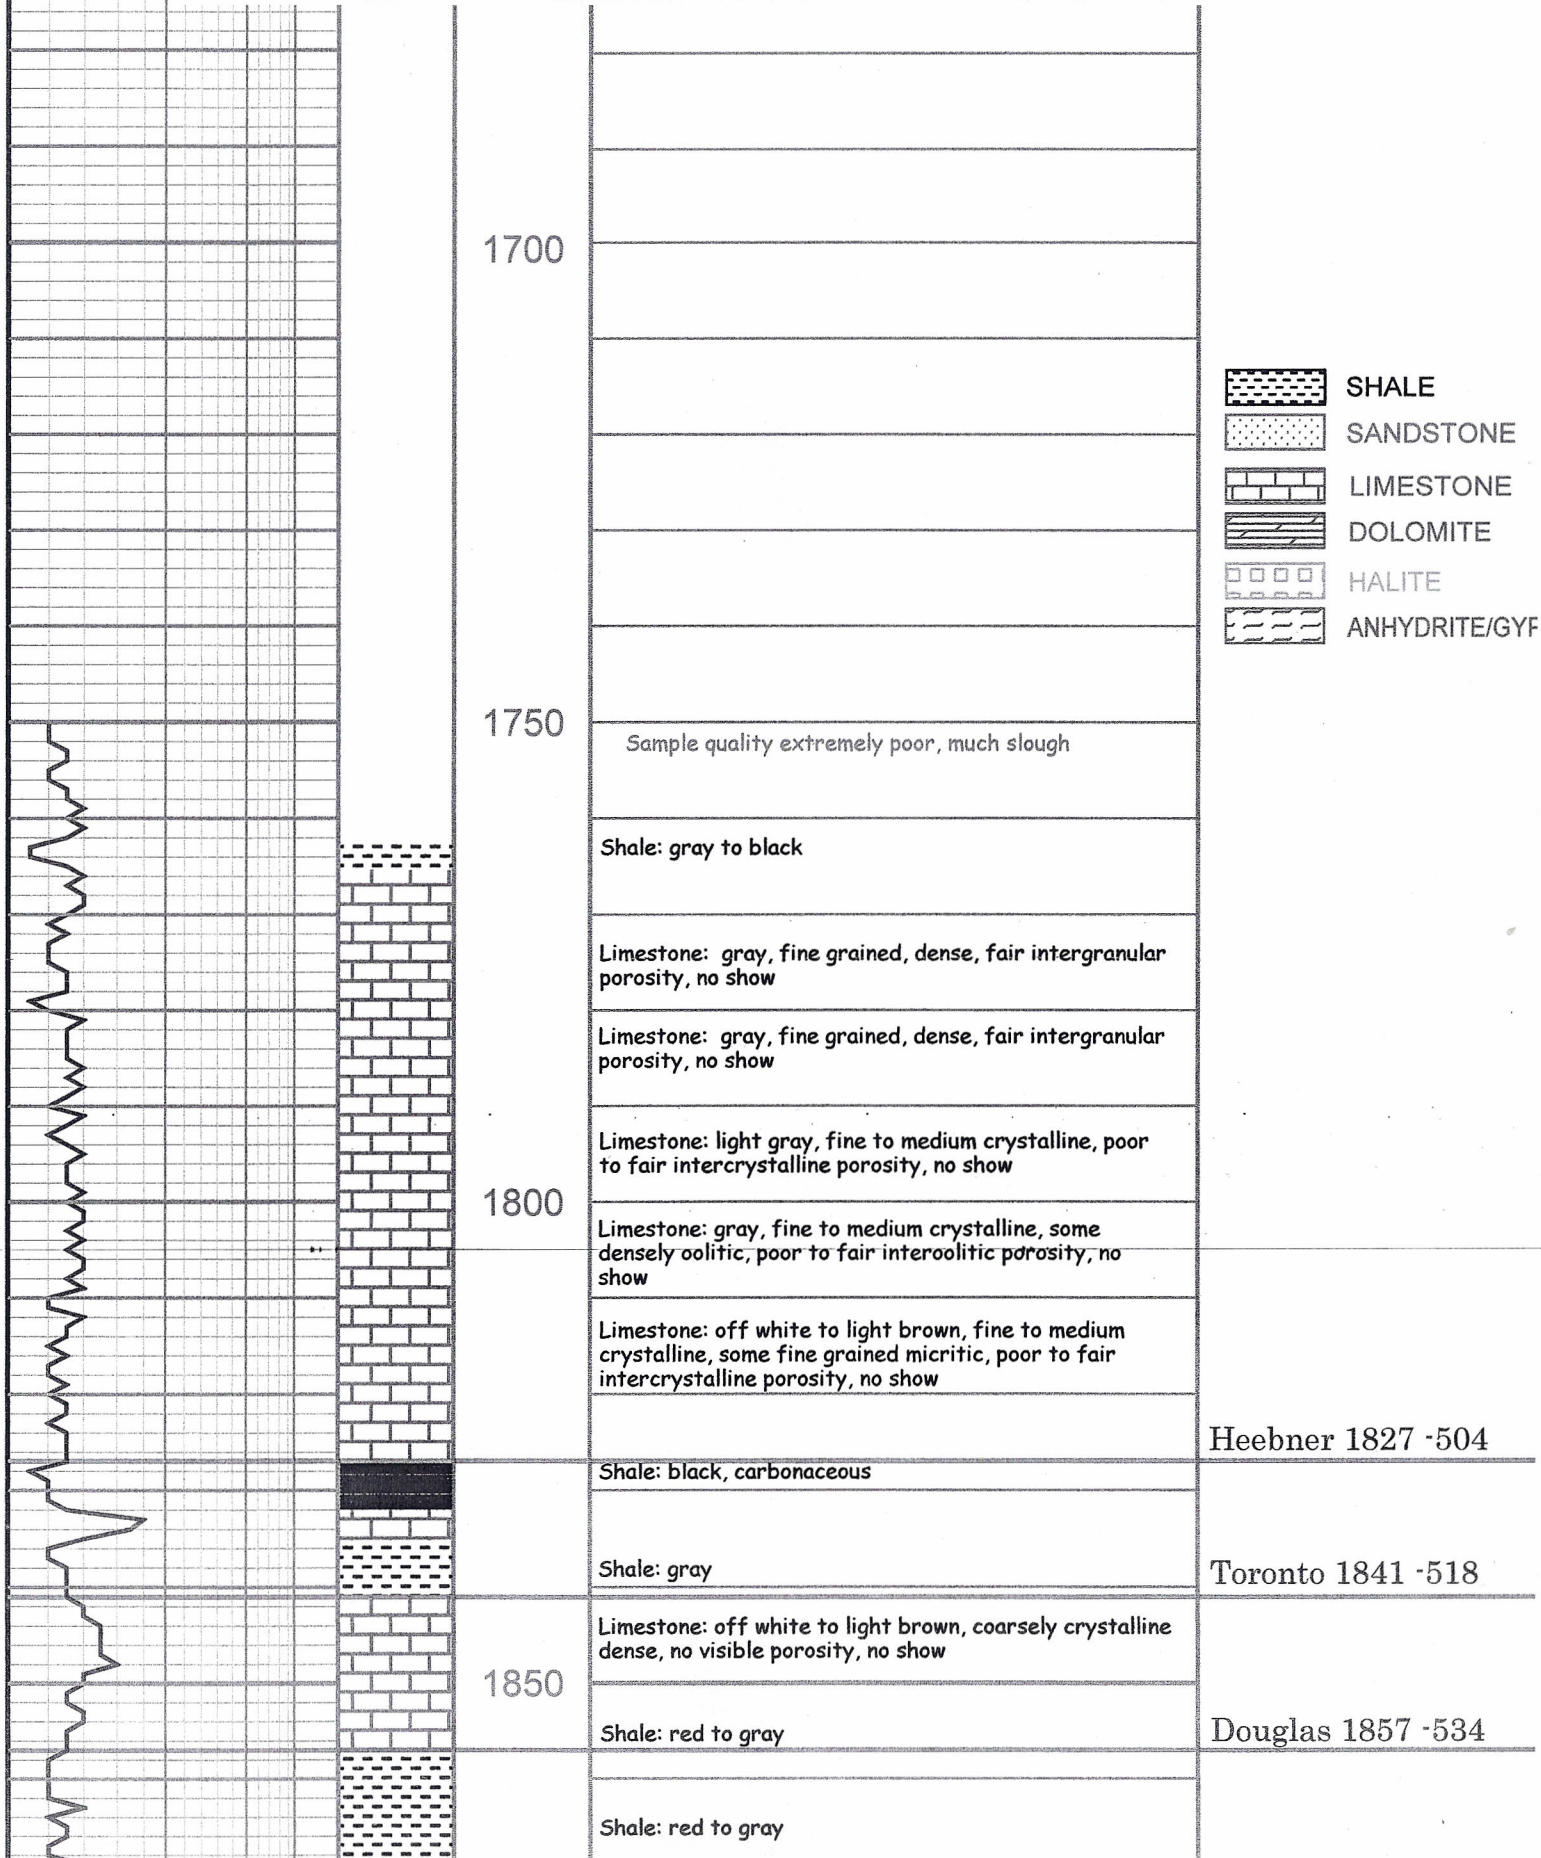 1700
SHALE
SANDSTONE
LIMESTONE
DOLOMITE
HALITE
ANHYDRITE/GYP
1750
Sample quality extremely poor, much slough
Shale: gray to black
Limestone: gray, fine grained, dense, fair intergranular
porosity, no show
Limestone: gray, fine grained, dense, fair intergranular
porosity, no show
Limestone: light gray, fine to medium crystalline, poor
to fair intercrystalline porosity, no show
1800
Limestone: gray, fine to medium crystalline, some
densely oolitic, poor to fair interoolitic porosity, no
show
Limestone: off white to light brown, fine to medium
crystalline, some fine grained micritic, poor to fair
intercrystalline porosity, no show
Heebner 1827 -504
Shale: black, carbonaceous
Shale: gray
Toronto 1841 -518
Limestone: off white to light brown, coarsely crystalline
dense, no visible porosity, no show
1850
Shale: red to gray
Douglas 1857 -534
Shale: red to gray